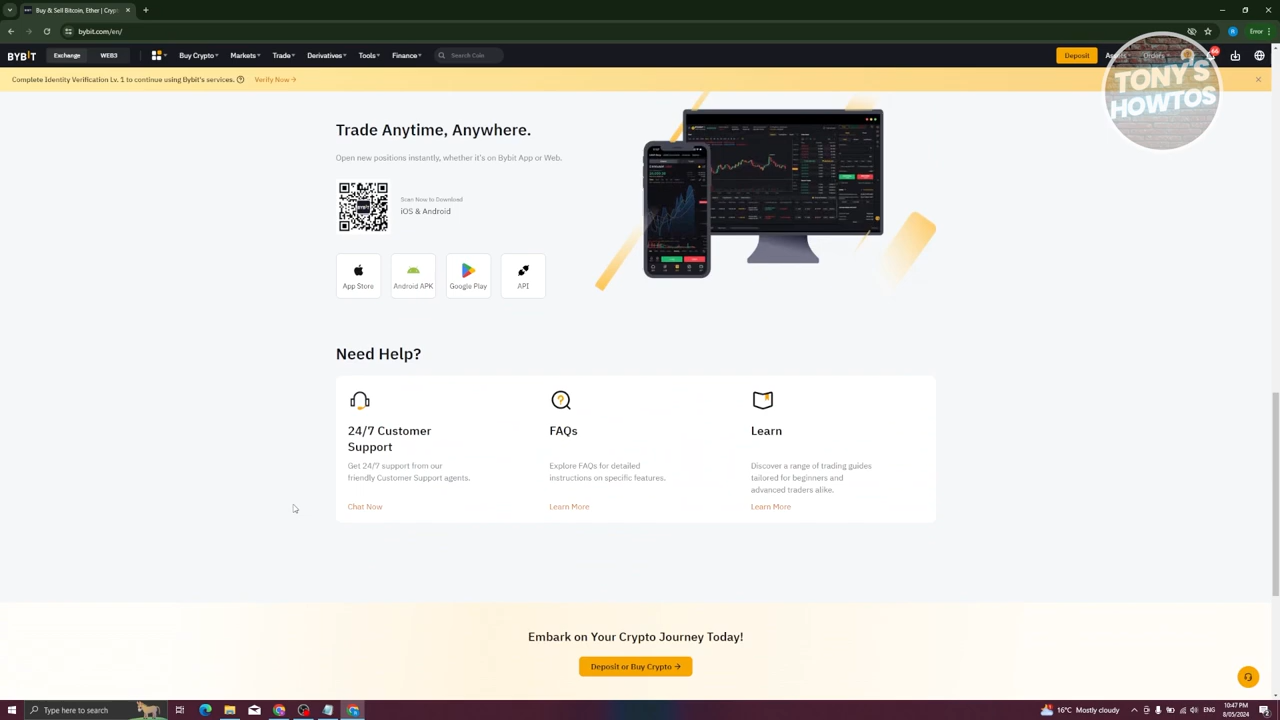 Buy & Sell Bitcoin, Ether | Cryp
bybit.com/en/
Error
BYBIT
Exchange
WEB3
Buy Crypto
Markets
Trade
Derivatives
Tools
Finance
Search Coin
Deposit
Assets
Orders
66
Complete Identity Verification Lv. 1 to continue using Bybit's services.
Verify Now →
TONY'S
HOWTOS
Trade Anytime, Anywhere.
Open new positions instantly, whether it's on Bybit App or Web.
Scan Now to Download
iOS & Android
App Store
Android APK
Google Play
API
Need Help?
24/7 Customer
Support
Get 24/7 support from our
friendly Customer Support agents.
Chat Now
FAQs
Explore FAQs for detailed
instructions on specific features.
Learn More
Learn
Discover a range of trading guides
tailored for beginners and
advanced traders alike.
Learn More
Embark on Your Crypto Journey Today!
Deposit or Buy Crypto →
Type here to search
16°C Mostly cloudy
ENG
10:47 PM
8/05/2024